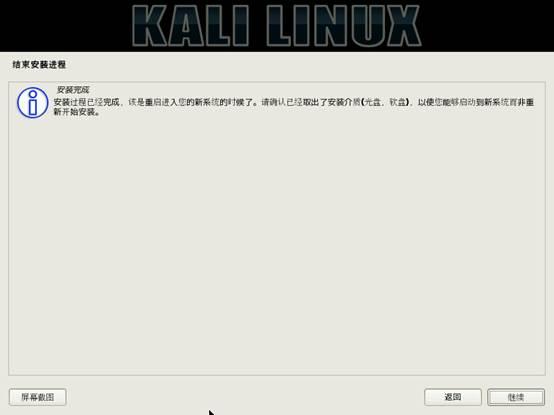 KALI LINUX
结束安装进程
安装完成
安装过程已经完成，该是重启进入您的新系统的时候了。请确认已经取出了安装介质(光盘，软盘)，以使您能够启动到新系统而非重
新开始安装。
屏幕截图
返回
继续